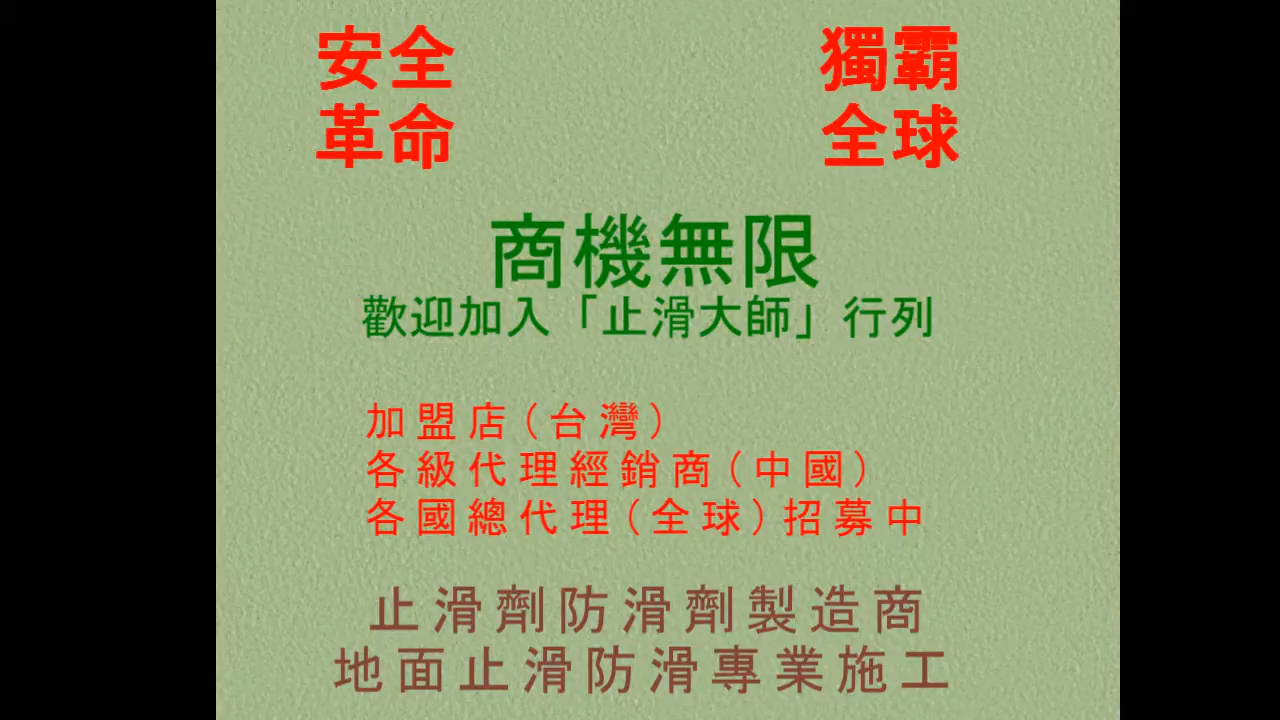 安全
革命
獨霸
全球
商機無限
歡迎加入「止滑大師」行列
加盟店(台灣)
各級代理經銷商(中國)
各國總代理(全球)招募中
止滑劑防滑劑製造商
地面止滑防滑專業施工